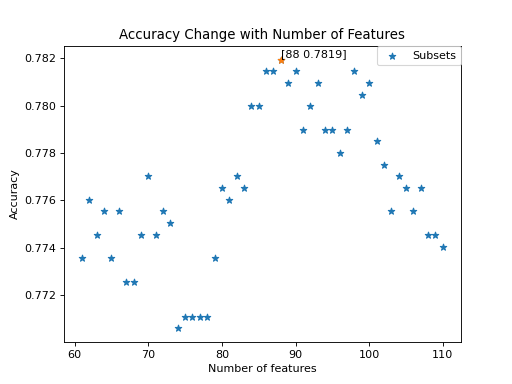 Accuracy Change with Number of Features
[88 0.7819]
Subsets
0.782
0.780
0.778
0.776
0.774
0.772
Accuracy
60 70 80 90 100 110
Number of features